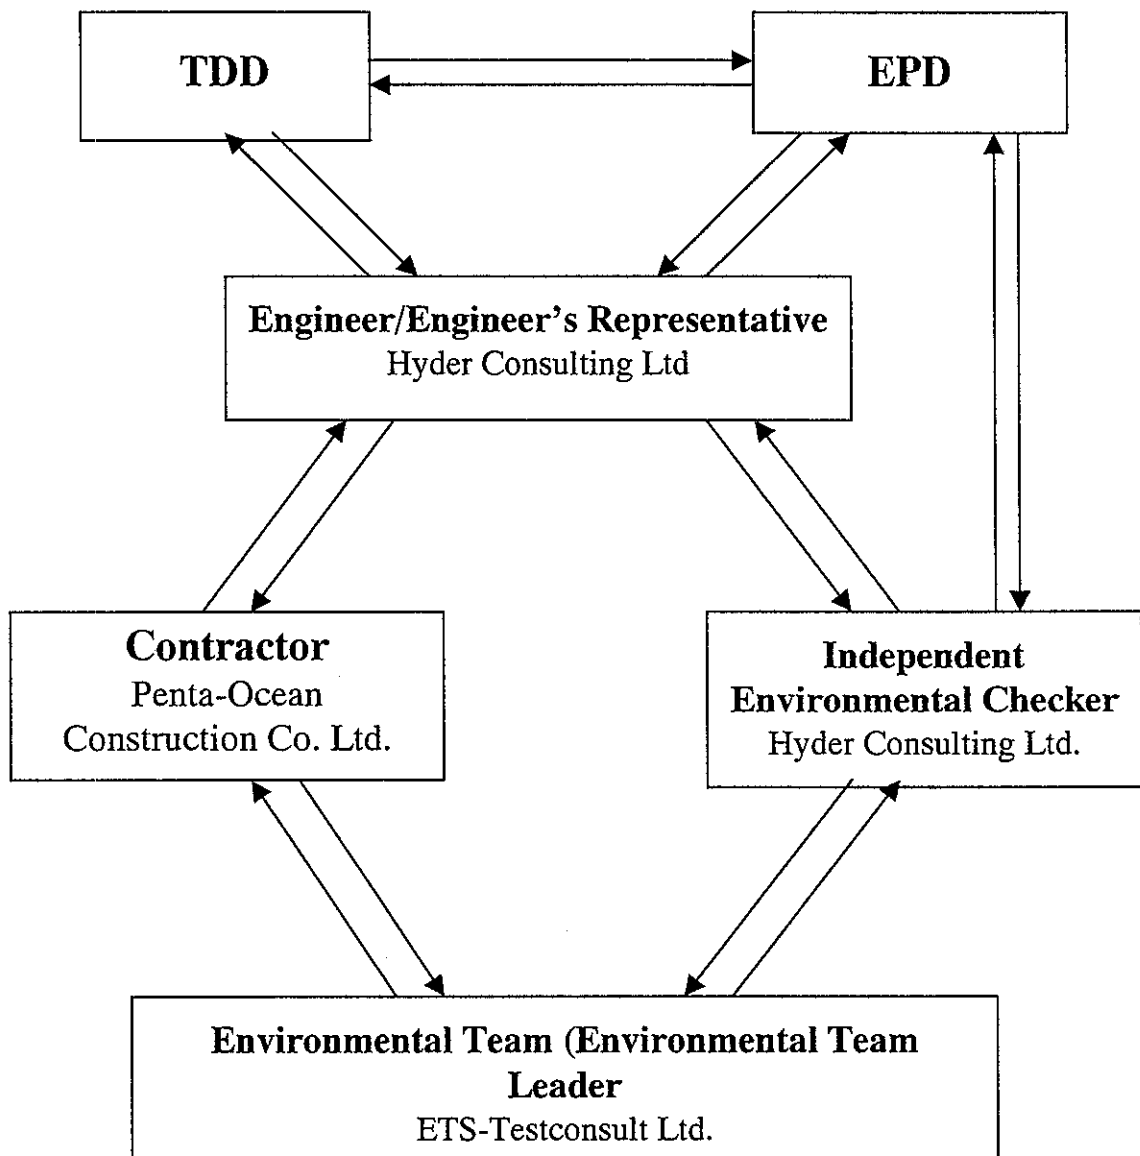 TDD
EPD
Engineer/Engineer's Representative
Hyder Consulting Ltd
Contractor
Penta-Ocean
Construction Co. Ltd.
Independent
Environmental Checker
Hyder Consulting Ltd.
Environmental Team (Environmental Team
Leader
ETS-Testconsult Ltd.